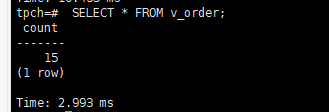 tpch=#  SELECT * FROM v_order;
 count
-------
    15
(1 row)

Time: 2.993 ms